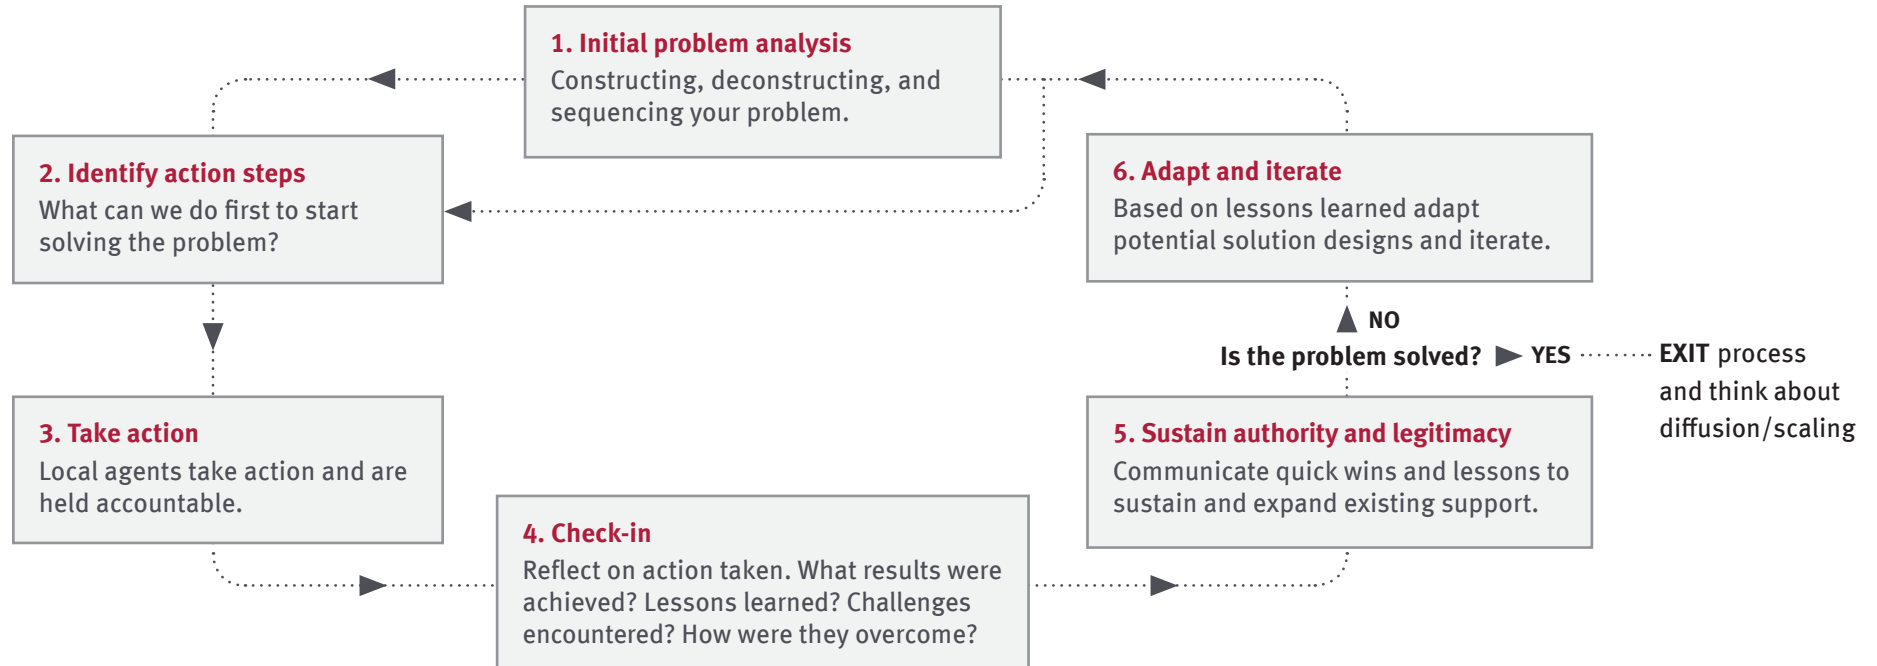 1. Initial problem analysis
Constructing, deconstructing, and
sequencing your problem.
2. Identify action steps
What can we do first to start
solving the problem?
3. Take action
Local agents take action and are
held accountable.
4. Check-in
Reflect on action taken. What results were
achieved? Lessons learned? Challenges
encountered? How were they overcome?
5. Sustain authority and legitimacy
Communicate quick wins and lessons to
sustain and expand existing support.
Is the problem solved?
YES
EXIT process
and think about
diffusion/scaling
NO
6. Adapt and iterate
Based on lessons learned adapt
potential solution designs and iterate.